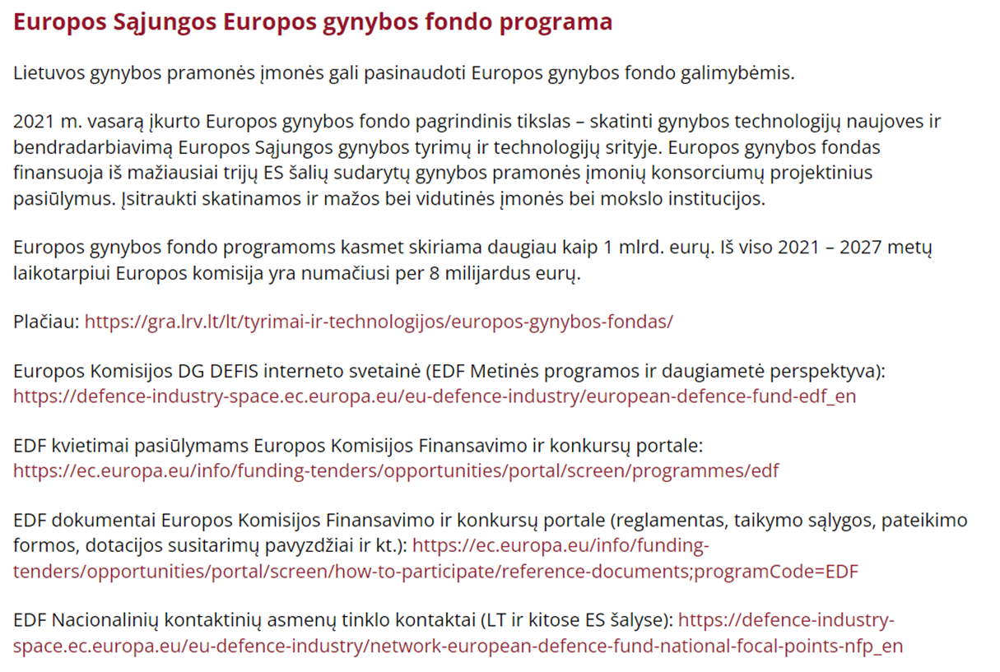 Europos Sąjungos Europos gynybos fondo programa
Lietuvos gynybos pramonės įmonės gali pasinaudoti Europos gynybos fondo galimybėmis.
2021 m. vasarą įkurto Europos gynybos fondo pagrindinis tikslas – skatinti gynybos technologijų naujoves ir
bendradarbiavimą Europos Sąjungos gynybos tyrimų ir technologijų srityje. Europos gynybos fondas
finansuoja iš mažiausiai trijų ES šalių sudarytų gynybos pramonės įmonių konsorciumų projektinius
pasiūlymus. Įsitraukti skatinamos ir mažos bei vidutinės įmonės bei mokslo institucijos.
Europos gynybos fondo programoms kasmet skiriama daugiau kaip 1 mlrd. eurų. Iš viso 2021 – 2027 metų
laikotarpiui Europos komisija yra numačiusi per 8 milijardus eurų.
Plačiau: https://gra.lrv.lt/lt/tyrimai-ir-technologijos/europos-gynybos-fondas/
Europos Komisijos DG DEFIS interneto svetainė (EDF Metinės programos ir daugiametė perspektyva):
https://defence-industry-space.ec.europa.eu/eu-defence-industry/european-defence-fund-edf_en
EDF kvietimai pasiūlymams Europos Komisijos Finansavimo ir konkursų portale:
https://ec.europa.eu/info/funding-tenders/opportunities/portal/screen/programmes/edf
EDF dokumentai Europos Komisijos Finansavimo ir konkursų portale (reglamentas, taikymo sąlygos, pateikimo
formos, dotacijos susitarimų pavyzdžiai ir kt.): https://ec.europa.eu/info/funding-
tenders/opportunities/portal/screen/how-to-participate/reference-documents;programCode=EDF
EDF Nacionalinių kontaktinių asmenų tinklo kontaktai (LT ir kitose ES šalyse): https://defence-industry-
space.ec.europa.eu/eu-defence-industry/network-european-defence-fund-national-focal-points-nfp_en